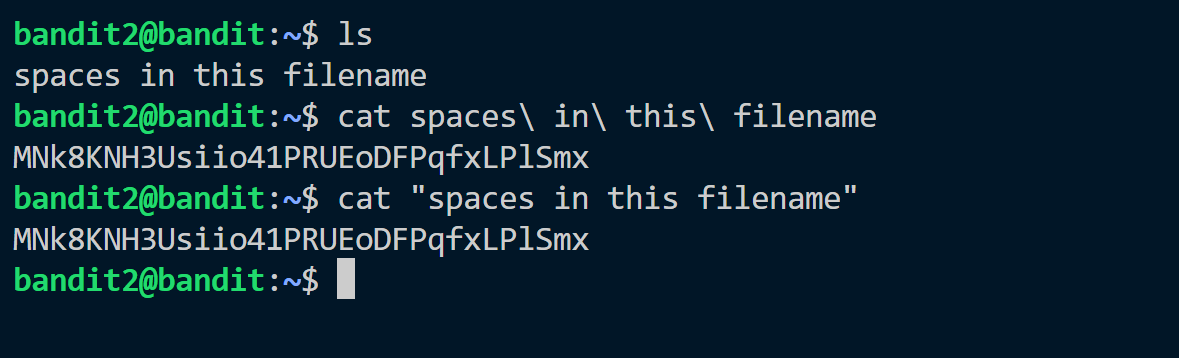 bandit2@bandit:~$ ls
spaces in this filename
bandit2@bandit:~$ cat spaces\ in\ this\ filename
MNk8KNH3Usiio41PRUEoDFPqfxLPlSmx
bandit2@bandit:~$ cat "spaces in this filename"
MNk8KNH3Usiio41PRUEoDFPqfxLPlSmx
bandit2@bandit:~$